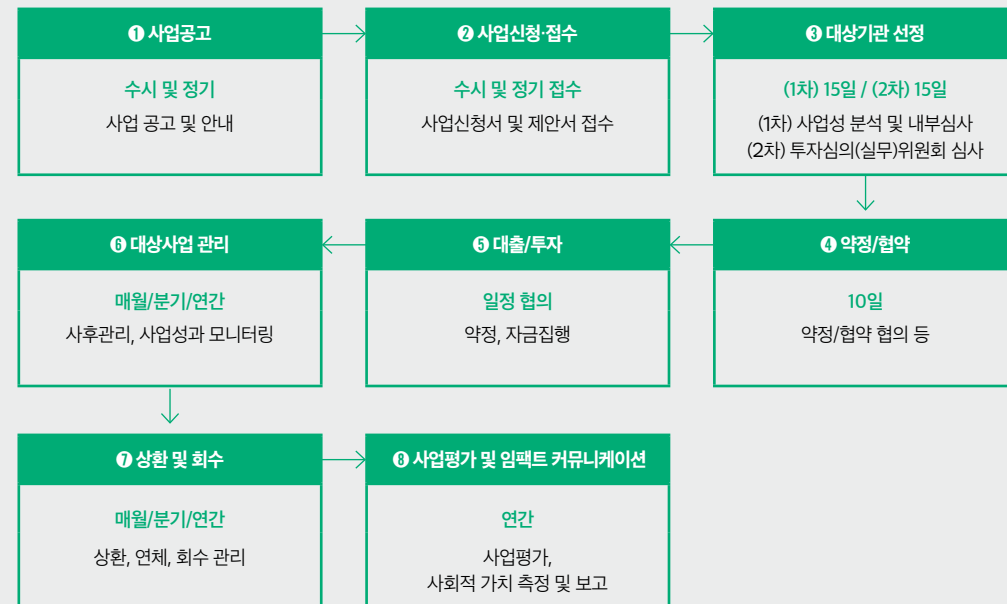 ❶ 사업공고
수시 및 정기
사업 공고 및 안내
❷ 사업신청·접수
수시 및 정기 접수
사업신청서 및 제안서 접수
❸ 대상기관 선정
(1차) 15일 / (2차) 15일
(1차) 사업성 분석 및 내부심사
(2차) 투자심의(실무)위원회 심사
❹ 약정/협약
10일
약정/협약 협의 등
❺ 대출/투자
일정 협의
약정, 자금집행
❻ 대상사업 관리
매월/분기/연간
사후관리, 사업성과 모니터링
❼ 상환 및 회수
매월/분기/연간
상환, 연체, 회수 관리
❽ 사업평가 및 임팩트 커뮤니케이션
연간
사업평가,
사회적 가치 측정 및 보고